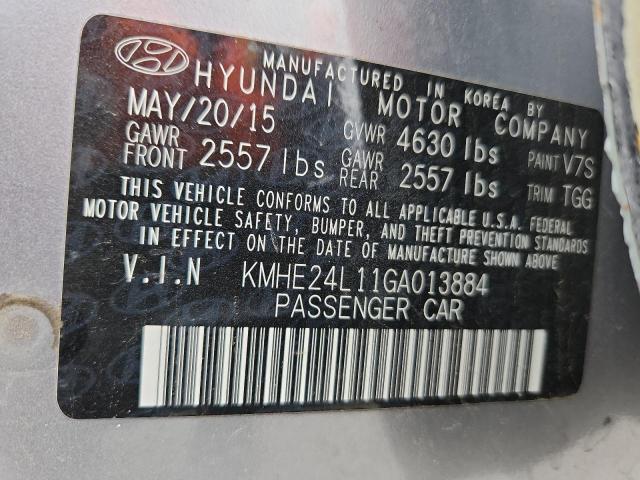 MANUFACTURED IN KOREA BY
HYUNDAI MOTOR COMPANY
MAY/20/15 GVWR 4630 lbs PAINT V7S
GAWR FRONT 2557 lbs GAWR REAR 2557 lbs TRIM TGG
THIS VEHICLE CONFORMS TO ALL APPLICABLE U.S.A. FEDERAL
MOTOR VEHICLE SAFETY, BUMPER, AND THEFT PREVENTION STANDARDS
IN EFFECT ON THE DATE OF MANUFACTURE SHOWN ABOVE.
V.I.N KMHE24L11GA013884
PASSENGER CAR